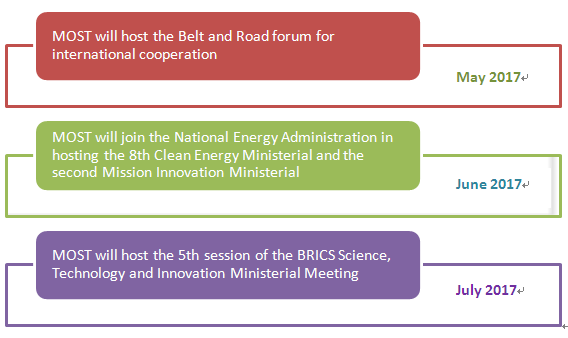 MOST will host the Belt and Road forum for
international cooperation
May 2017
MOST will join the National Energy Administration in
hosting the 8th Clean Energy Ministerial and the
second Mission Innovation Ministerial
June 2017
MOST will host the 5th session of the BRICS Science,
Technology and Innovation Ministerial Meeting
July 2017